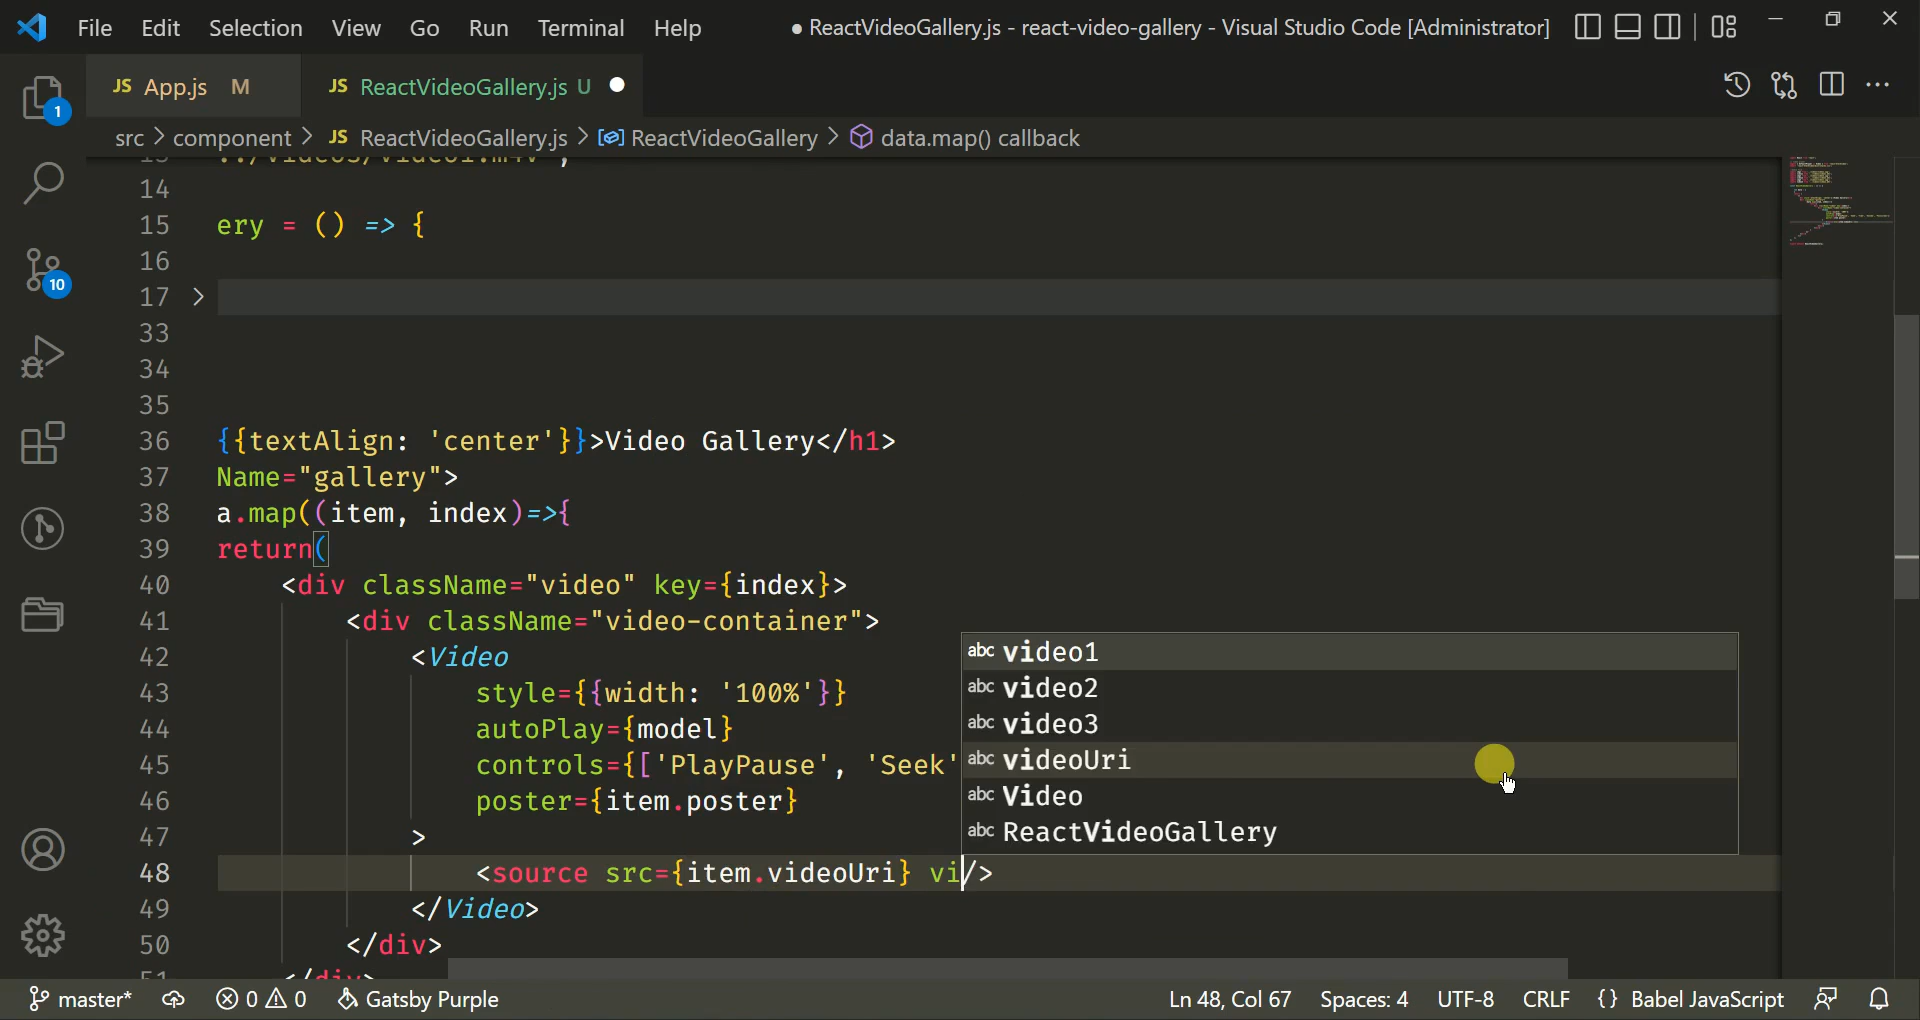 File Edit Selection View Go Run Terminal Help ● ReactVideoGallery.js - react-video-gallery - Visual Studio Code [Administrator]
JS App.js M JS ReactVideoGallery.js U
src > component > JS ReactVideoGallery.js > ReactVideoGallery > data.map() callback
1
10
13 ../videos/video1.m4v';
14
15 ery = () => {
16
17 >
33
34
35
36 {{textAlign: 'center'}}>Video Gallery</h1>
37 Name="gallery">
38 a.map((item, index)=>{
39 return(
40 <div className="video" key={index}>
41 <div className="video-container">
42 <Video
43 style={{width: '100%'}}
44 autoPlay={model}
45 controls={['PlayPause', 'Seek'
46 poster={item.poster}
47 >
48 <source src={item.videoUri} vi/>
49 </Video>
50 </div>
51 </div>
abc video1
abc video2
abc video3
abc videoUri
abc Video
abc ReactVideoGallery
master* 0 0 Gatsby Purple Ln 48, Col 67 Spaces: 4 UTF-8 CRLF {} Babel JavaScript